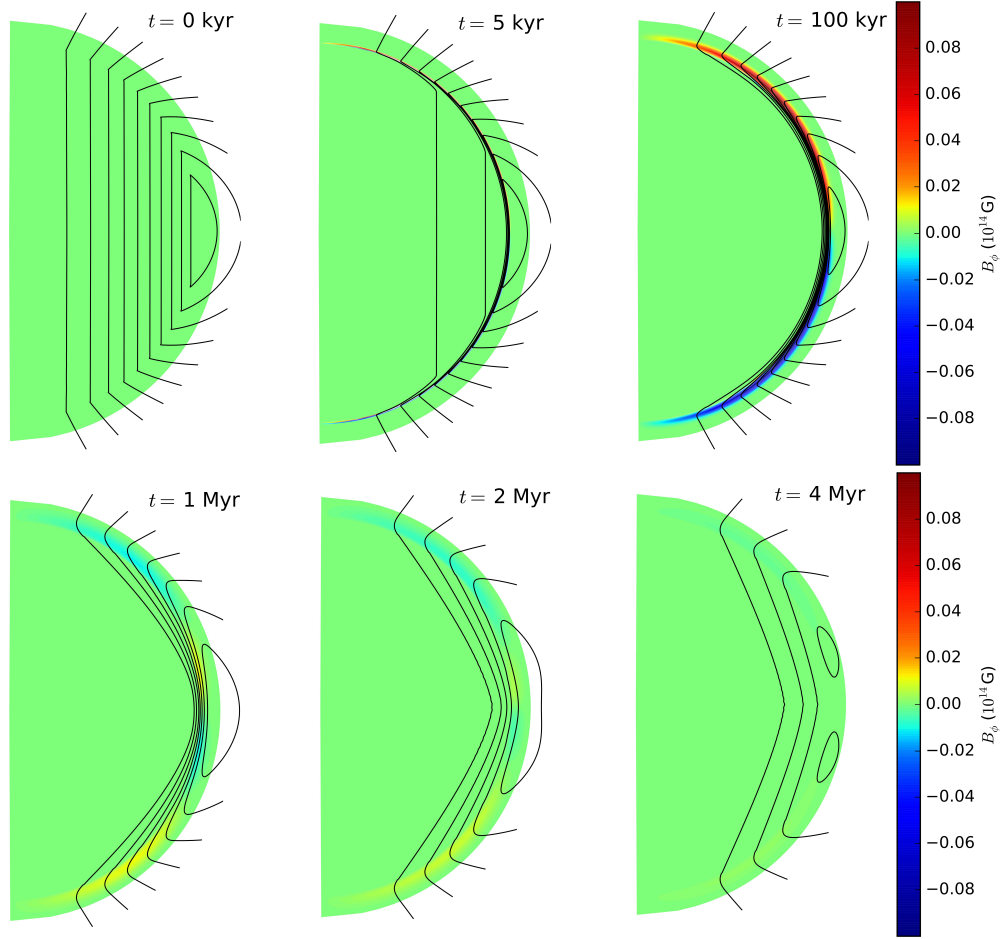 t = 0 kyr
t = 5 kyr
t = 100 kyr
0.08
0.06
0.04
0.02
0.00
−0.02
−0.04
−0.06
−0.08
B_ϕ (10^14 G)
t = 1 Myr
t = 2 Myr
t = 4 Myr
0.08
0.06
0.04
0.02
0.00
−0.02
−0.04
−0.06
−0.08
B_ϕ (10^14 G)